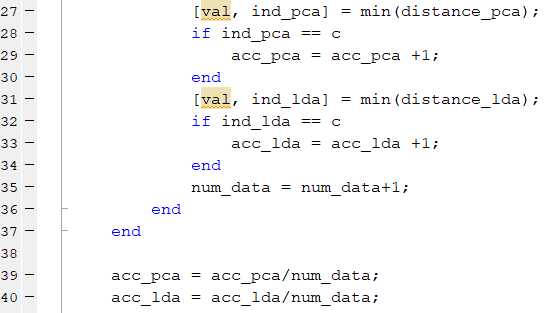 27 – [val, ind_pca] = min(distance_pca);
28 – if ind_pca == c
29 – acc_pca = acc_pca +1;
30 – end
31 – [val, ind_lda] = min(distance_lda);
32 – if ind_lda == c
33 – acc_lda = acc_lda +1;
34 – end
35 – num_data = num_data+1;
36 – end
37 – end
38
39 – acc_pca = acc_pca/num_data;
40 – acc_lda = acc_lda/num_data;